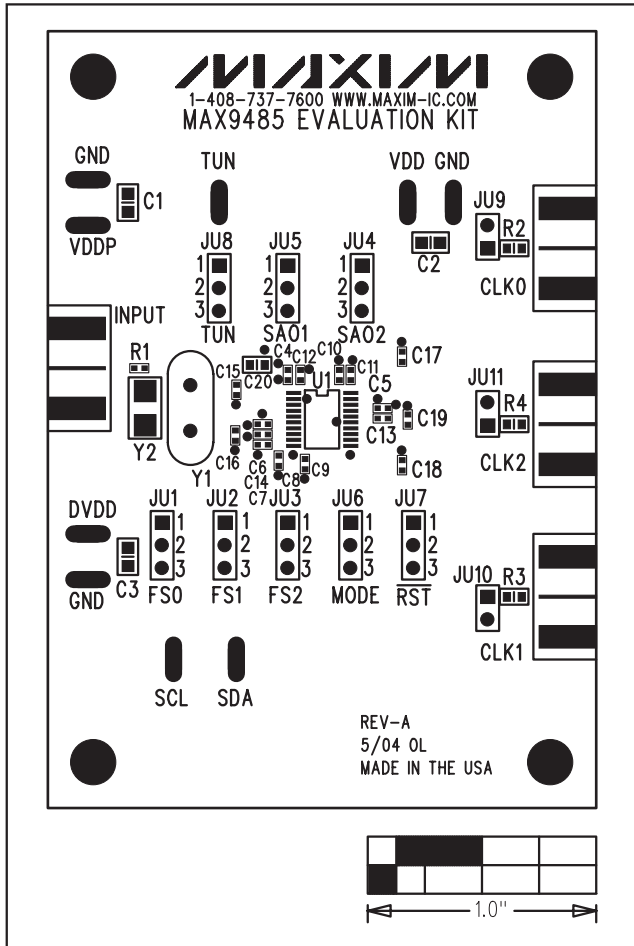 MAXIM
1-408-737-7600 WWW.MAXIM-IC.COM
MAX9485 EVALUATION KIT
GND
TUN
VDD GND
C1
JU9
R2
VDDP
C2
CLK0
JU8
JU5
JU4
1
2
3
1
2
3
1
2
3
TUN
SAO1
SAO2
INPUT
R1
C15
C20
C4
C12
C10
C11
U1
C17
C5
C13
C19
JU11
R4
CLK2
Y2
Y1
C16
C6
C14
C7
C8
C9
C18
DVDD
JU1
JU2
JU3
JU6
JU7
1
2
3
1
2
3
1
2
3
1
2
3
1
2
3
GND
C3
FS0
FS1
FS2
MODE
RST
JU10
R3
CLK1
SCL
SDA
REV-A
5/04 OL
MADE IN THE USA
1.0"